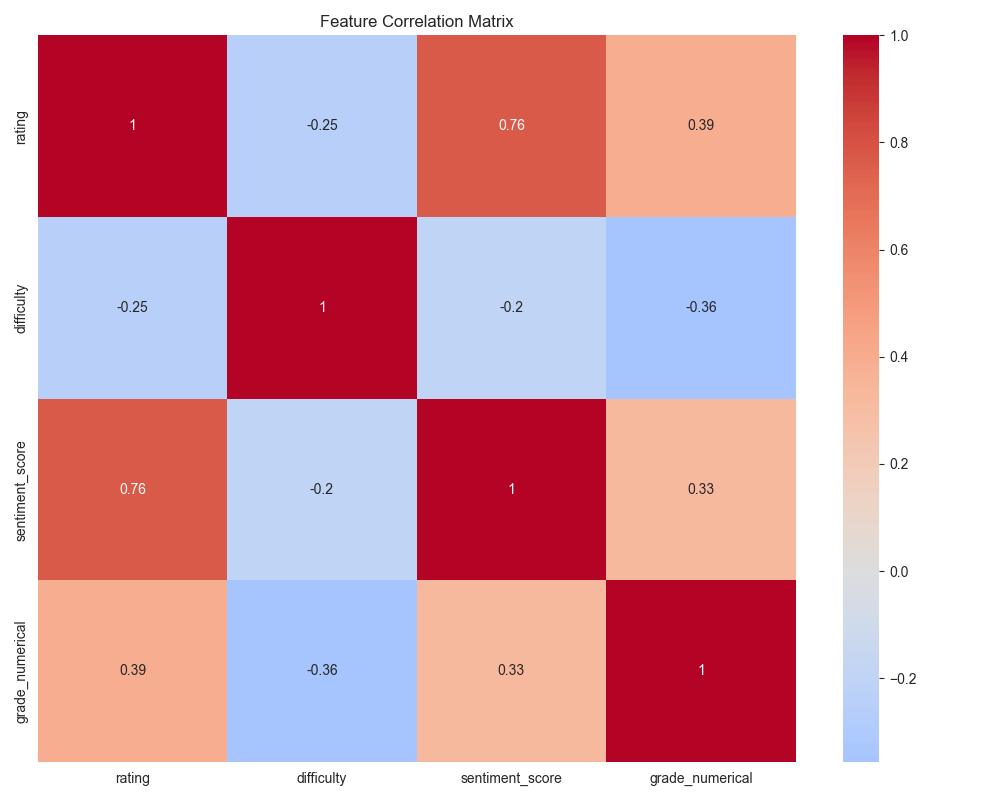 Feature Correlation Matrix
rating
1
-0.25
0.76
0.39
difficulty
-0.25
1
-0.2
-0.36
sentiment_score
0.76
-0.2
1
0.33
grade_numerical
0.39
-0.36
0.33
1
rating
difficulty
sentiment_score
grade_numerical
1.0
0.8
0.6
0.4
0.2
0.0
−0.2